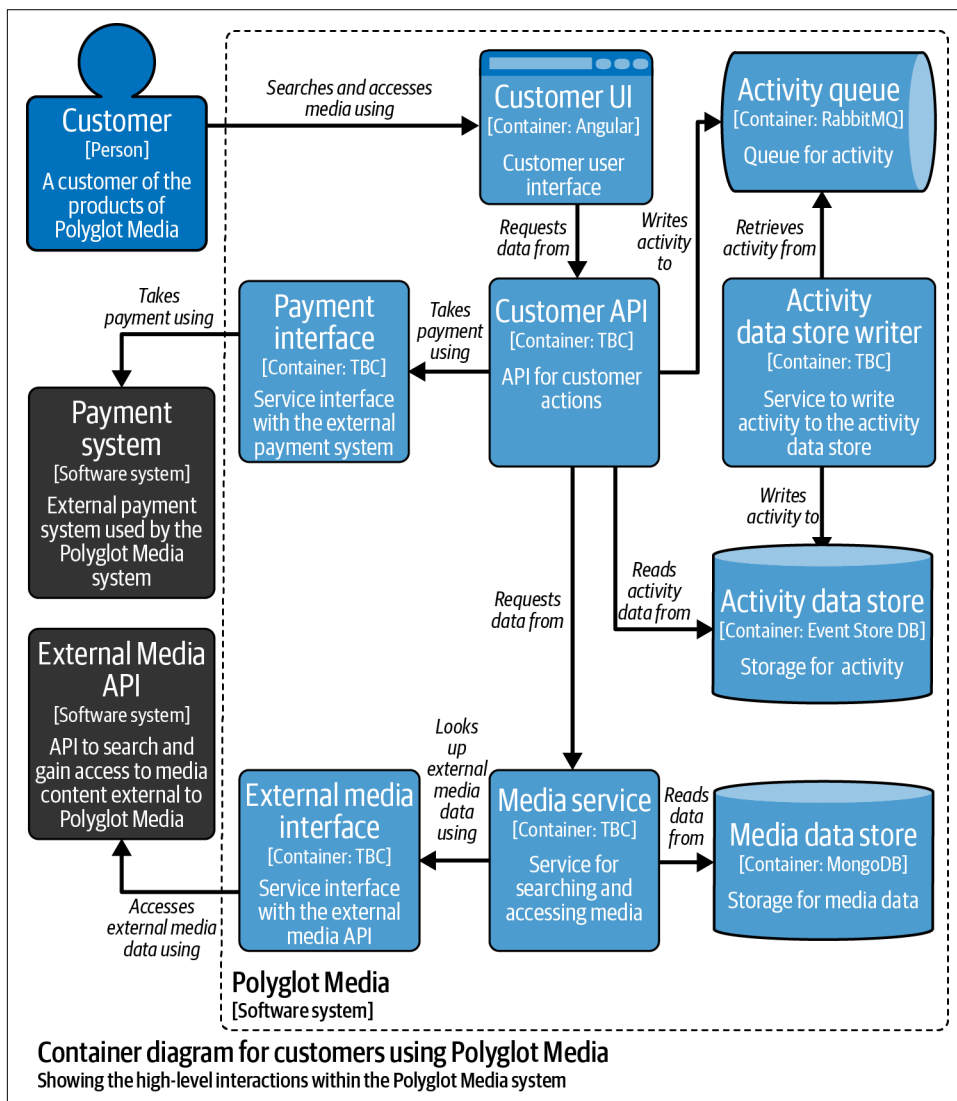 Customer
[Person]
A customer of the
products of
Polyglot Media
Searches and accesses
media using
Customer UI
[Container: Angular]
Customer user
interface
Activity queue
[Container: RabbitMQ]
Queue for activity
Requests
data from
Writes
activity
to
Retrieves
activity from
Takes
payment using
Payment
interface
[Container: TBC]
Service interface
with the external
payment system
Takes
payment
using
Customer API
[Container: TBC]
API for customer
actions
Activity
data store writer
[Container: TBC]
Service to write
activity to the activity
data store
Payment
system
[Software system]
External payment
system used by the
Polyglot Media
system
Writes
activity to
Requests
data from
Reads
activity
data from
Activity data store
[Container: Event Store DB]
Storage for activity
External Media
API
[Software system]
API to search and
gain access to media
content external to
Polyglot Media
Looks
up
external
media
data
using
External media
interface
[Container: TBC]
Service interface
with the external
media API
Media service
[Container: TBC]
Service for
searching and
accessing media
Reads
data
from
Media data store
[Container: MongoDB]
Storage for media data
Accesses
external media
data using
Polyglot Media
[Software system]
Container diagram for customers using Polyglot Media
Showing the high-level interactions within the Polyglot Media system